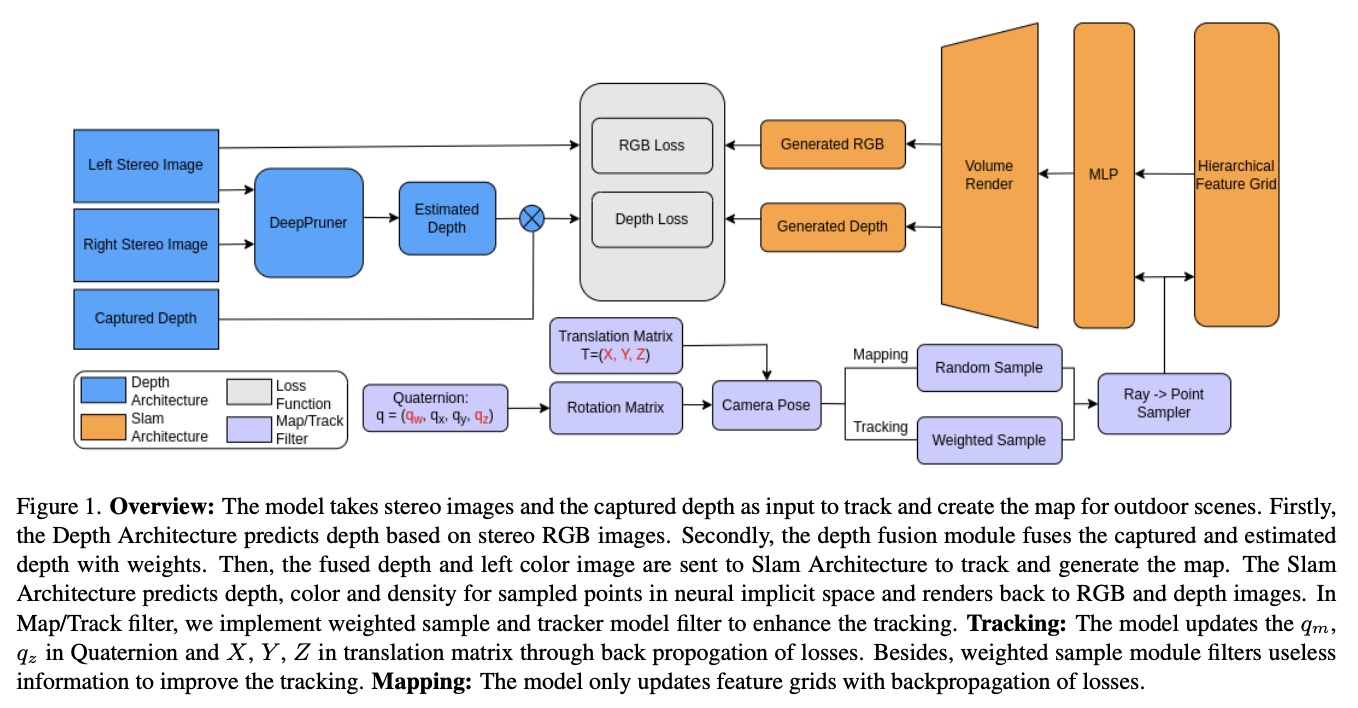 Left Stereo Image
Right Stereo Image
Captured Depth
DeepPruner
Estimated
Depth
RGB Loss
Depth Loss
Generated RGB
Generated Depth
Volume
Render
MLP
Hierarchical
Feature Grid
Depth
Architecture
Slam
Architecture
Loss
Function
Map/Track
Filter
Quaternion:
q = (qw, qx, qy, qz)
Translation Matrix
T=(X, Y, Z)
Rotation Matrix
Camera Pose
Mapping
Tracking
Random Sample
Weighted Sample
Ray -> Point
Sampler
Figure 1. Overview: The model takes stereo images and the captured depth as input to track and create the map for outdoor scenes. Firstly,
the Depth Architecture predicts depth based on stereo RGB images. Secondly, the depth fusion module fuses the captured and estimated
depth with weights. Then, the fused depth and left color image are sent to Slam Architecture to track and generate the map. The Slam
Architecture predicts depth, color and density for sampled points in neural implicit space and renders back to RGB and depth images. In
Map/Track filter, we implement weighted sample and tracker model filter to enhance the tracking. Tracking: The model updates the qm,
qz in Quaternion and X, Y, Z in translation matrix through back propogation of losses. Besides, weighted sample module filters useless
information to improve the tracking. Mapping: The model only updates feature grids with backpropagation of losses.